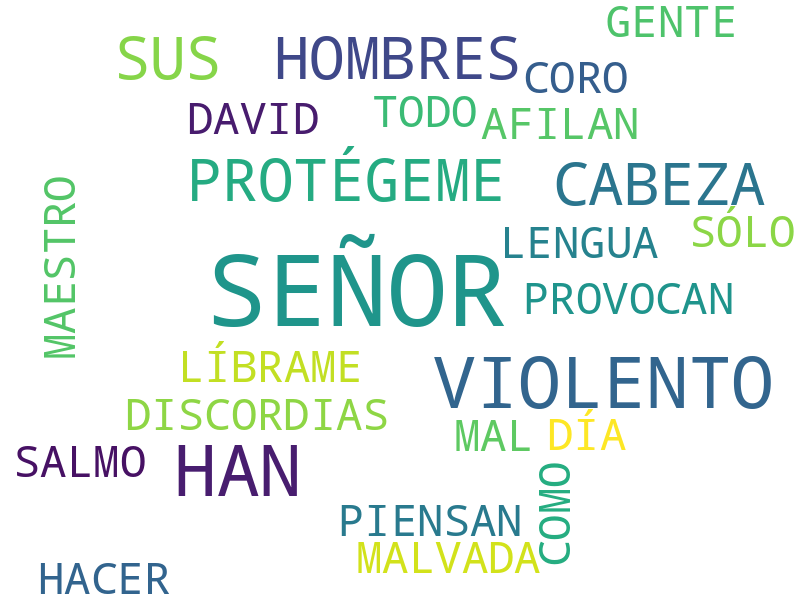 GENTE
SUS
HOMBRES
CORO
DAVID
TODO
AFILAN
PROTÉGEME
CABEZA
MAESTRO
SÓLO
LENGUA
SEÑOR
PROVOCAN
LÍBRAME
VIOLENTO
DISCORDIAS
MAL
DÍA
SALMO
HAN
COMO
PIENSAN
MALVADA
HACER